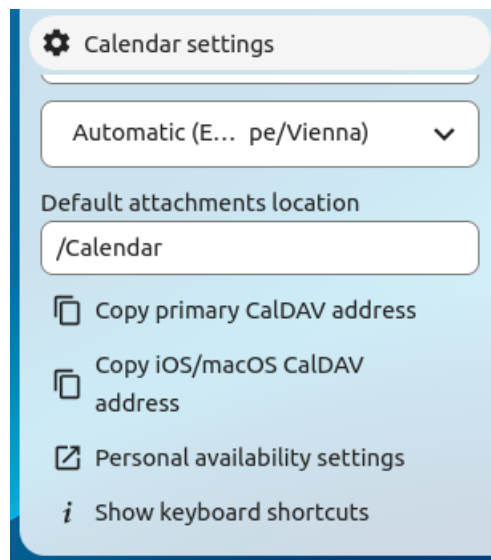 Calendar settings
Automatic (E... pe/Vienna)
Default attachments location
/Calendar
Copy primary CalDAV address
Copy iOS/macOS CalDAV
address
Personal availability settings
Show keyboard shortcuts